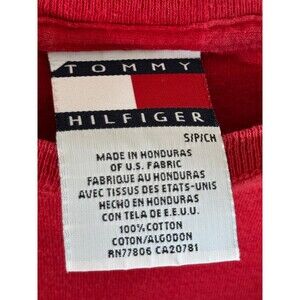 TOMMY
HILFIGER
S/P/CH
MADE IN HONDURAS
OF U.S. FABRIC
FABRIQUE AU HONDURAS
AVEC TISSUS DES ETATS-UNIS
HECHO EN HONDURAS
CON TELA DE E.E.U.U.
100% COTTON
COTON/ALGODON
RN77806 CA20781